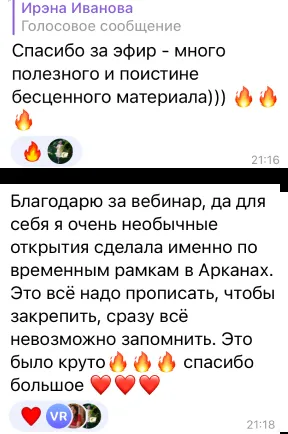 Ирэна Иванова
Голосовое сообщение
Спасибо за эфир - много
полезного и поистине
бесценного материала))) 🔥🔥
🔥
21:16
Благодарю за вебинар, да для
себя я очень необычные
открытия сделала именно по
временным рамкам в Арканах.
Это всё надо прописать, чтобы
закрепить, сразу всё
невозможно запомнить. Это
было круто🔥🔥🔥 спасибо
большое ❤️❤️❤️
VR
21:18